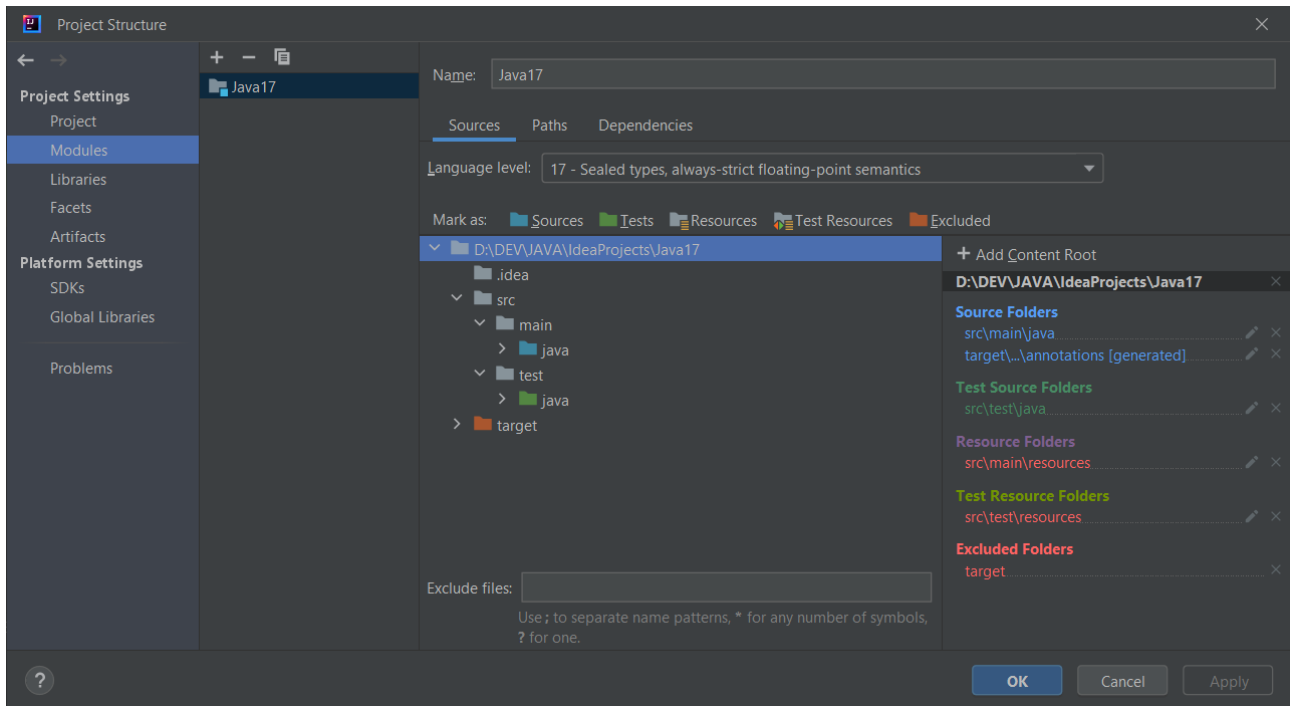 Project Structure
Project Settings
Project
Modules
Libraries
Facets
Artifacts
Platform Settings
SDKs
Global Libraries
Problems
Java17
Name: Java17
Sources Paths Dependencies
Language level: 17 - Sealed types, always-strict floating-point semantics
Mark as: Sources Tests Resources Test Resources Excluded
D:\DEV\JAVA\IdeaProjects\Java17
.idea
src
main
java
test
java
target
Exclude files:
Use ; to separate name patterns, * for any number of symbols,
? for one.
+ Add Content Root
D:\DEV\JAVA\IdeaProjects\Java17
Source Folders
src\main\java
target\...\annotations [generated]
Test Source Folders
src\test\java
Resource Folders
src\main\resources
Test Resource Folders
src\test\resources
Excluded Folders
target
?
OK Cancel Apply